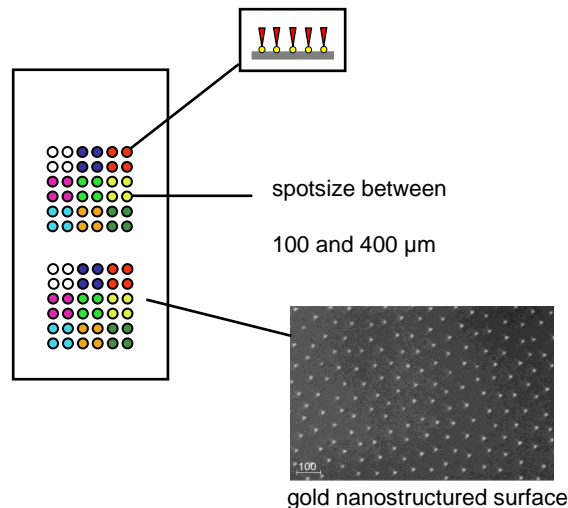 spotsize between
100 and 400 µm
100
gold nanostructured surface